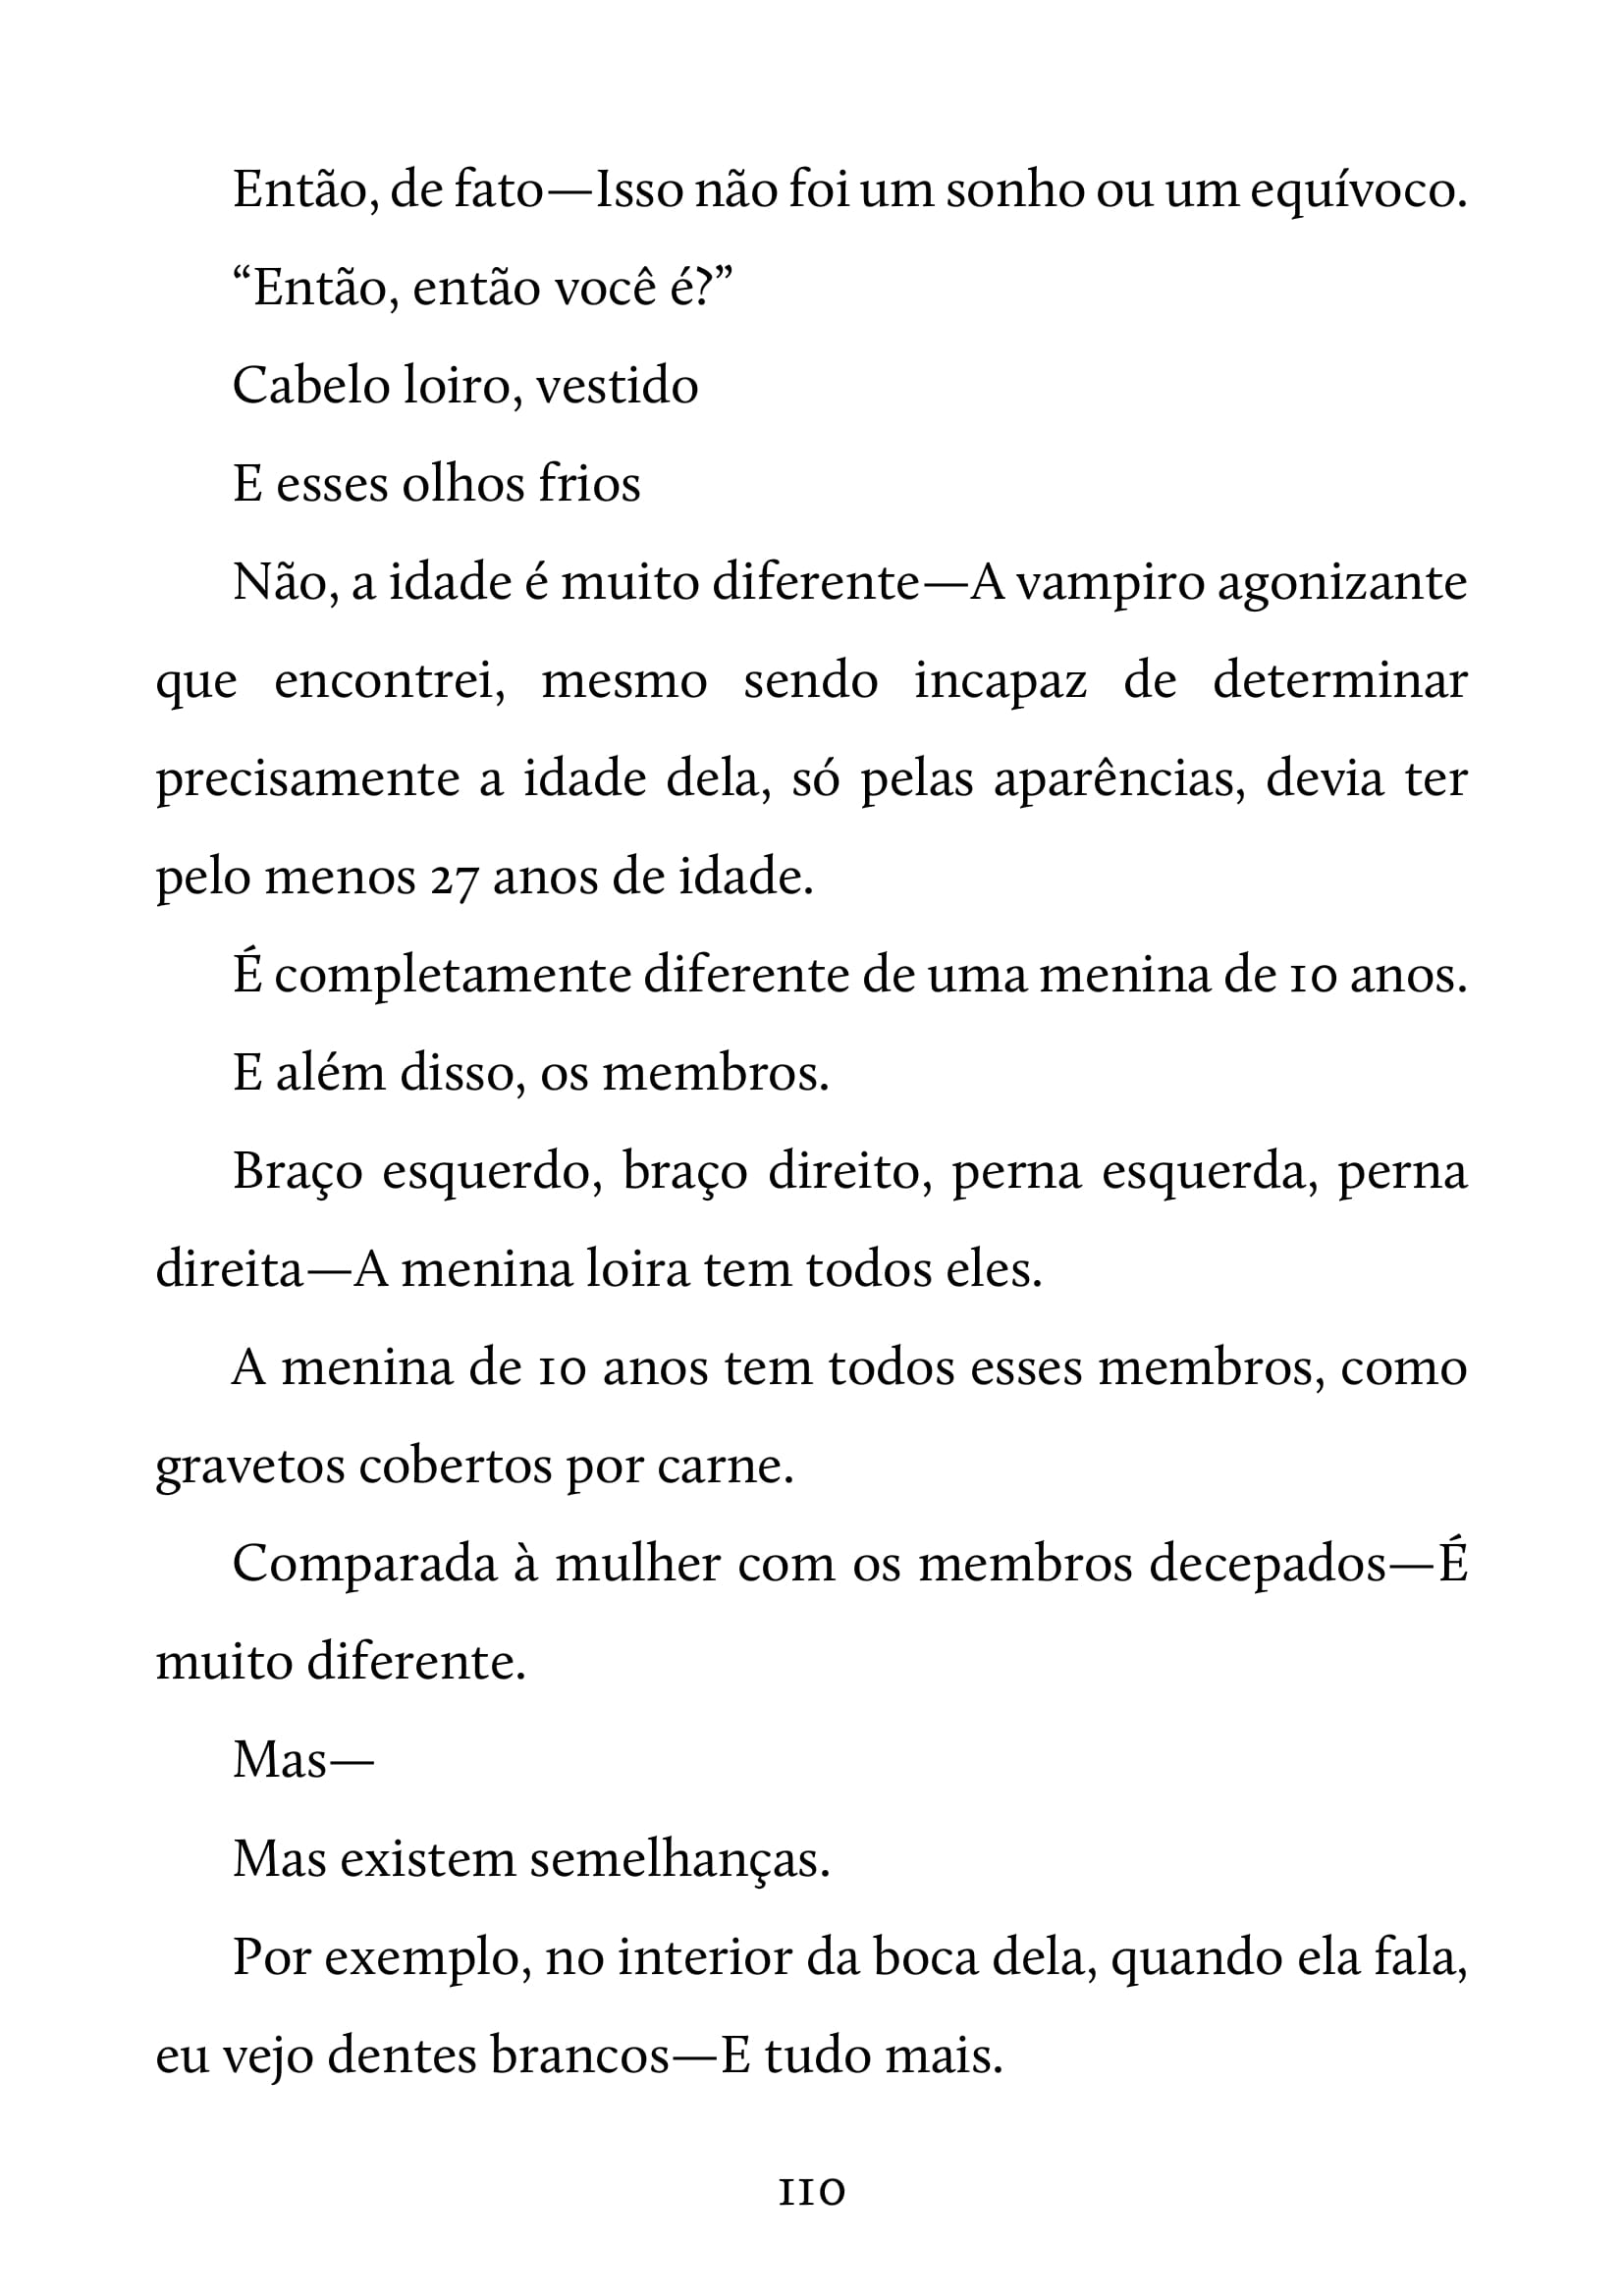 Então, de fato—Isso não foi um sonho ou um equívoco.
“Então, então você é?”
Cabelo loiro, vestido
E esses olhos frios
Não, a idade é muito diferente—A vampiro agonizante
que encontrei, mesmo sendo incapaz de determinar
precisamente a idade dela, só pelas aparências, devia ter
pelo menos 27 anos de idade.
É completamente diferente de uma menina de 10 anos.
E além disso, os membros.
Braço esquerdo, braço direito, perna esquerda, perna
direita—A menina loira tem todos eles.
A menina de 10 anos tem todos esses membros, como
gravetos cobertos por carne.
Comparada à mulher com os membros decepados—É
muito diferente.
Mas—
Mas existem semelhanças.
Por exemplo, no interior da boca dela, quando ela fala,
eu vejo dentes brancos—E tudo mais.
110